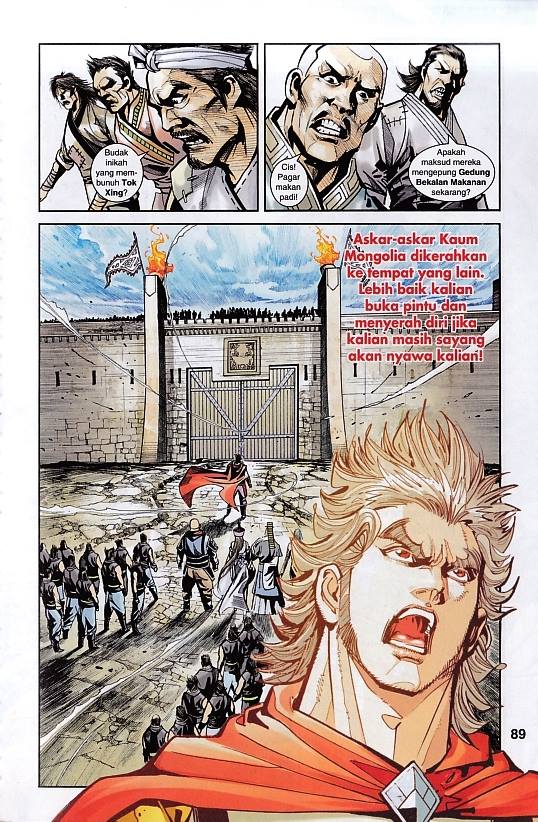 Budak
inikah
yang mem-
bunuh Tok
Xing?
Cis!
Pagar
makan
padi!
Apakah
maksud mereka
mengepung Gedung
Bekalan Makanan
sekarang?
Askar-askar Kaum
Mongolia dikerahkan
ke tempat yang lain.
Lebih baik kalian
buka pintu dan
menyerah diri jika
kalian masih sayang
akan nyawa kalian!
89